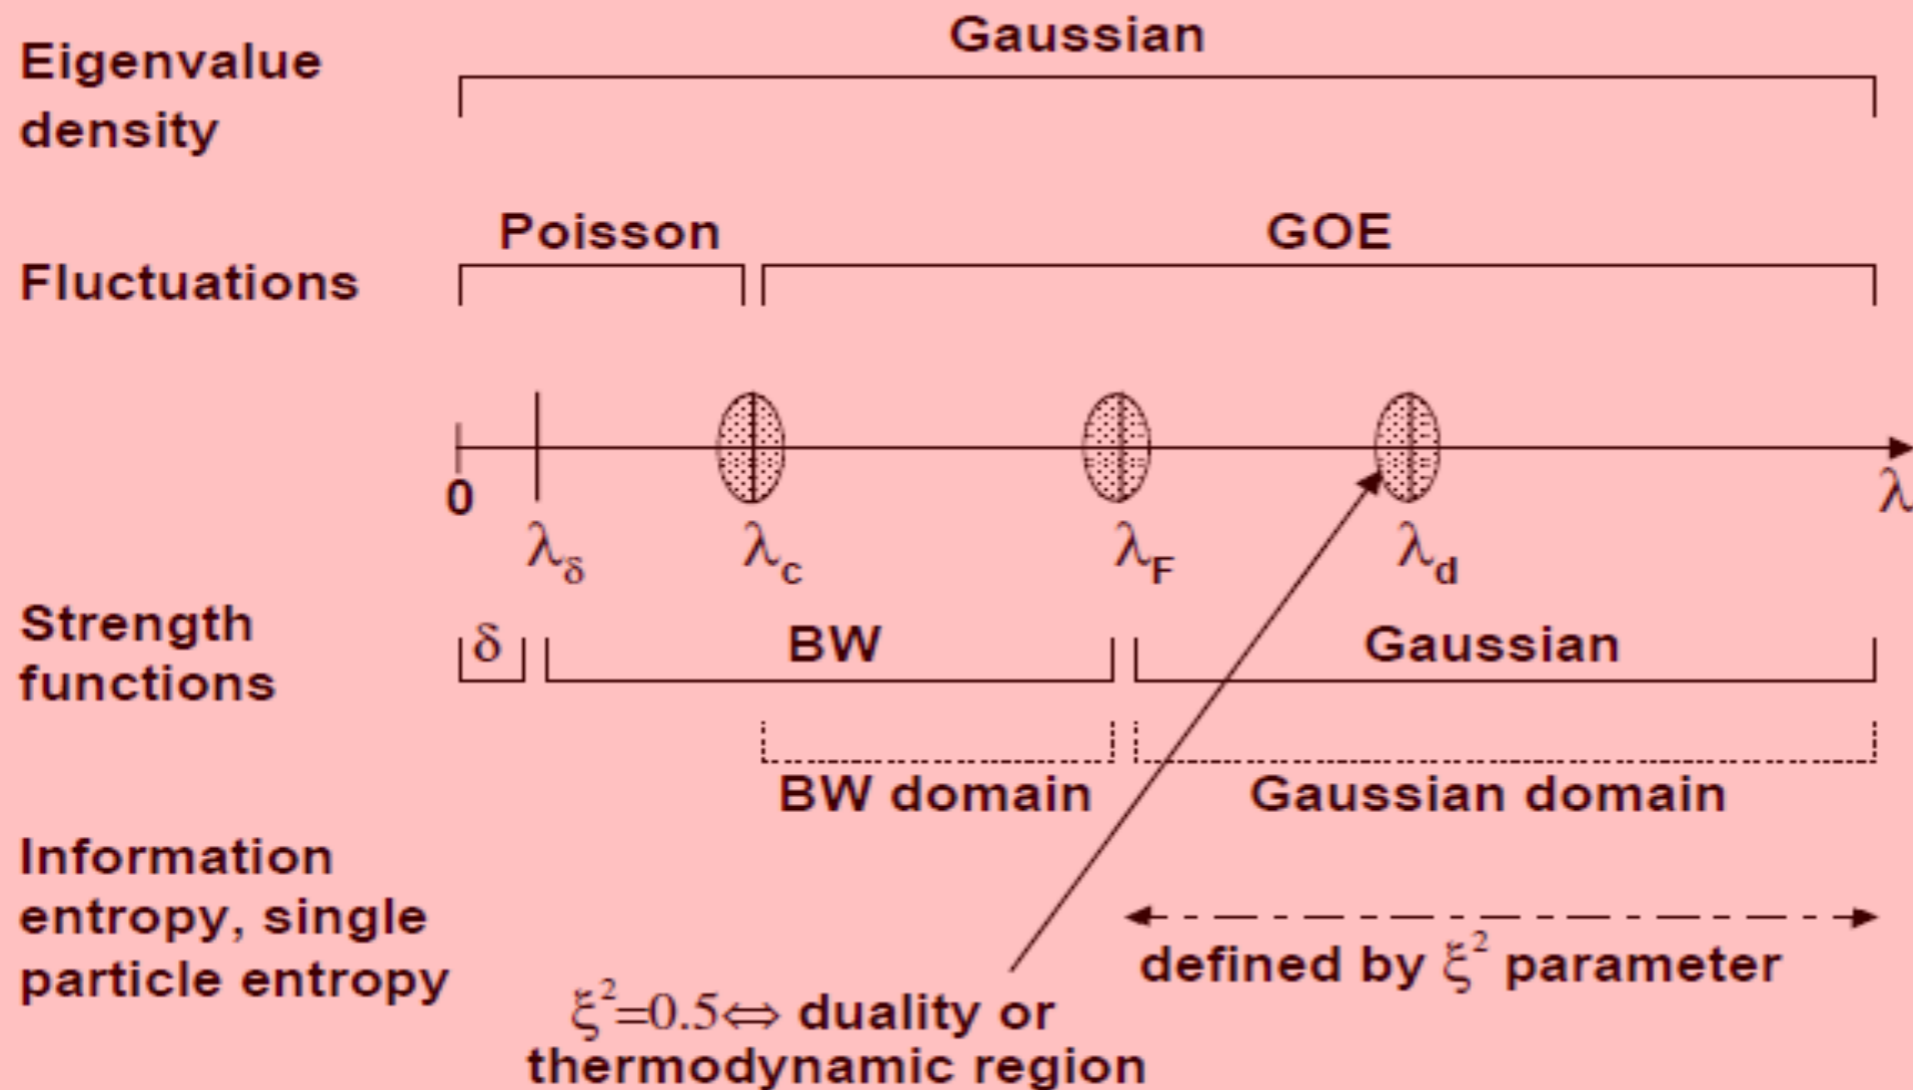 Gaussian
Eigenvalue
density
Poisson
GOE
Fluctuations
0
λ
λδ
λc
λF
λd
Strength
functions
δ
BW
Gaussian
BW domain
Gaussian domain
Information
entropy, single
particle entropy
defined by ξ² parameter
ξ²=0.5⇔ duality or
thermodynamic region